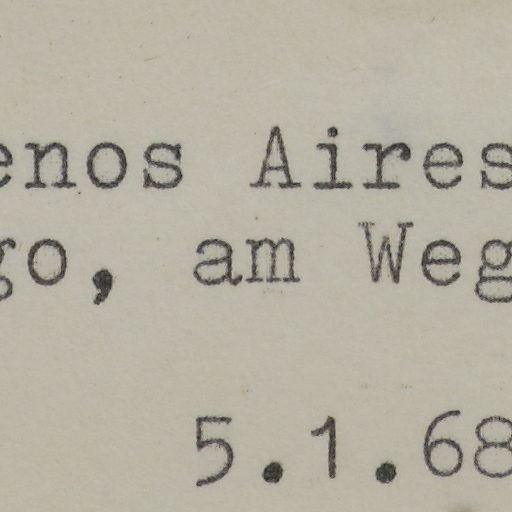 enos Aires
go, am Weg
5.1.68